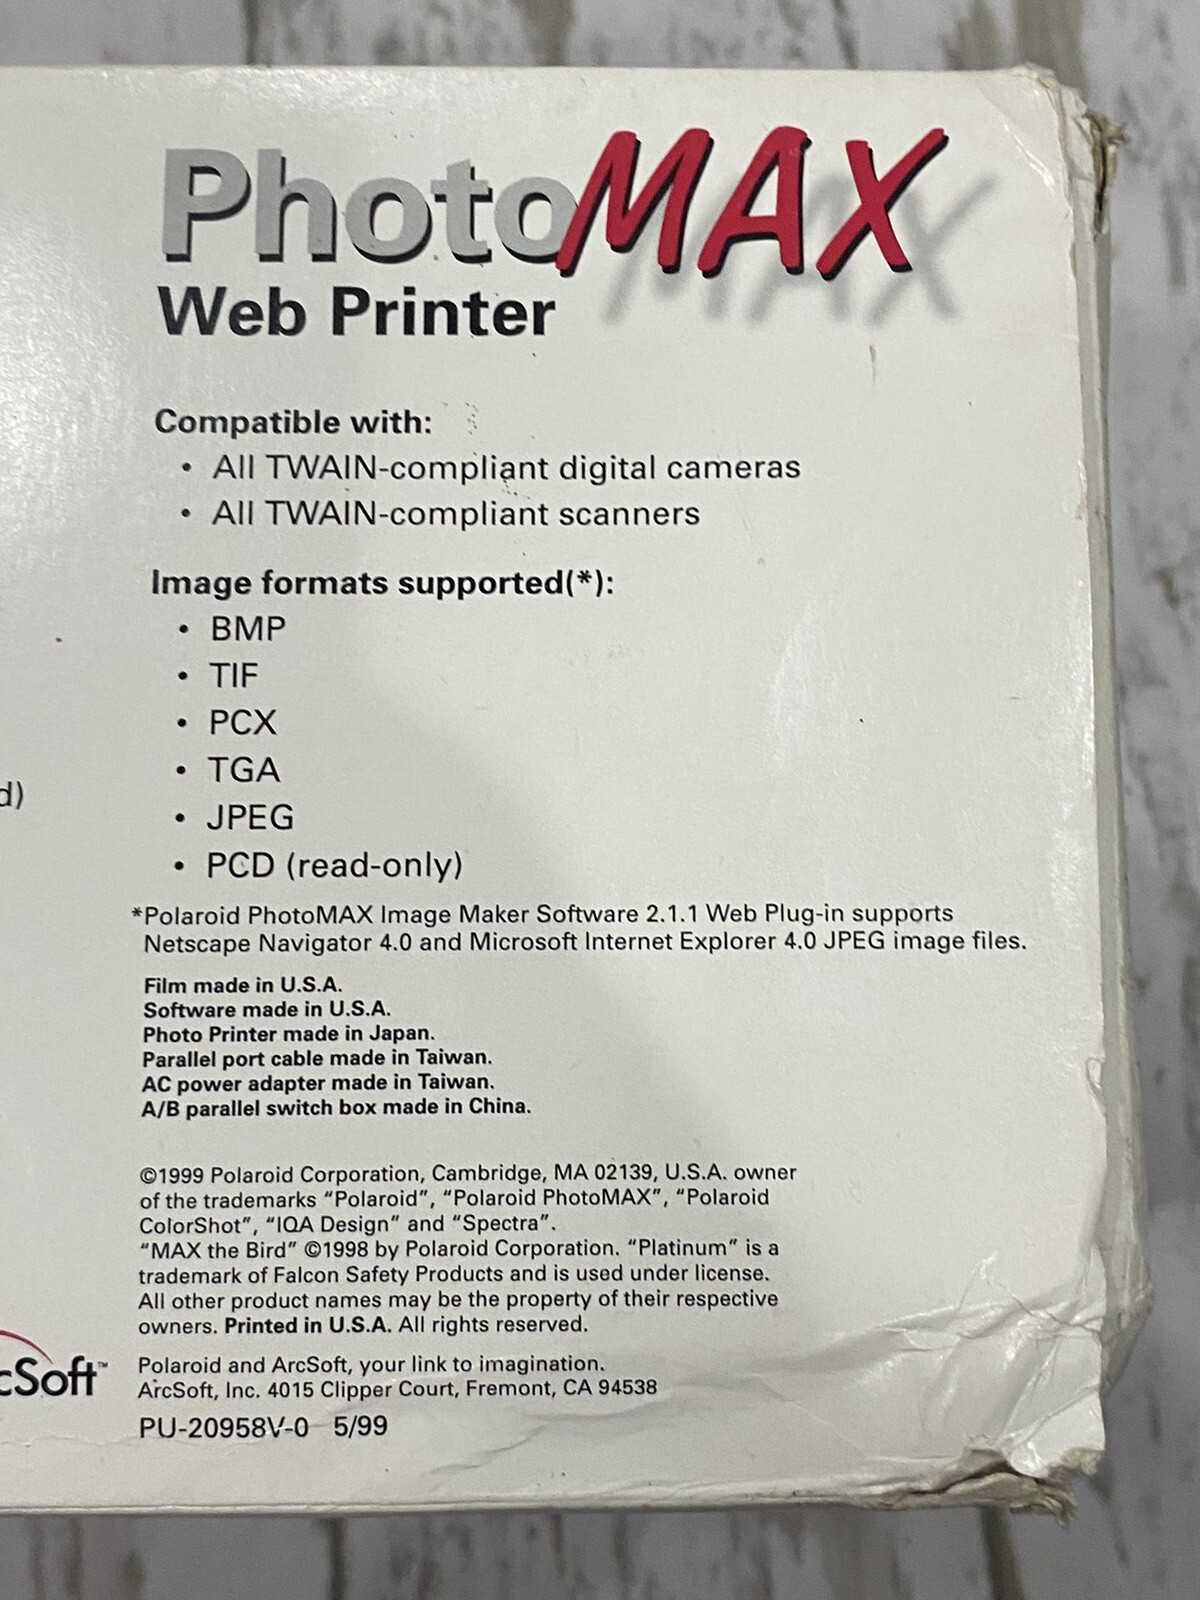 PhotoMAX
Web Printer
Compatible with:
• All TWAIN-compliant digital cameras
• All TWAIN-compliant scanners
Image formats supported(*):
• BMP
• TIF
• PCX
• TGA
• JPEG
• PCD (read-only)
d)
*Polaroid PhotoMAX Image Maker Software 2.1.1 Web Plug-in supports
Netscape Navigator 4.0 and Microsoft Internet Explorer 4.0 JPEG image files.
Film made in U.S.A.
Software made in U.S.A.
Photo Printer made in Japan.
Parallel port cable made in Taiwan.
AC power adapter made in Taiwan.
A/B parallel switch box made in China.
©1999 Polaroid Corporation, Cambridge, MA 02139, U.S.A. owner
of the trademarks “Polaroid”, “Polaroid PhotoMAX”, “Polaroid
ColorShot”, “IQA Design” and “Spectra”.
“MAX the Bird” ©1998 by Polaroid Corporation. “Platinum” is a
trademark of Falcon Safety Products and is used under license.
All other product names may be the property of their respective
owners. Printed in U.S.A. All rights reserved.
cSoft™
Polaroid and ArcSoft, your link to imagination.
ArcSoft, Inc. 4015 Clipper Court, Fremont, CA 94538
PU-20958V-0 5/99